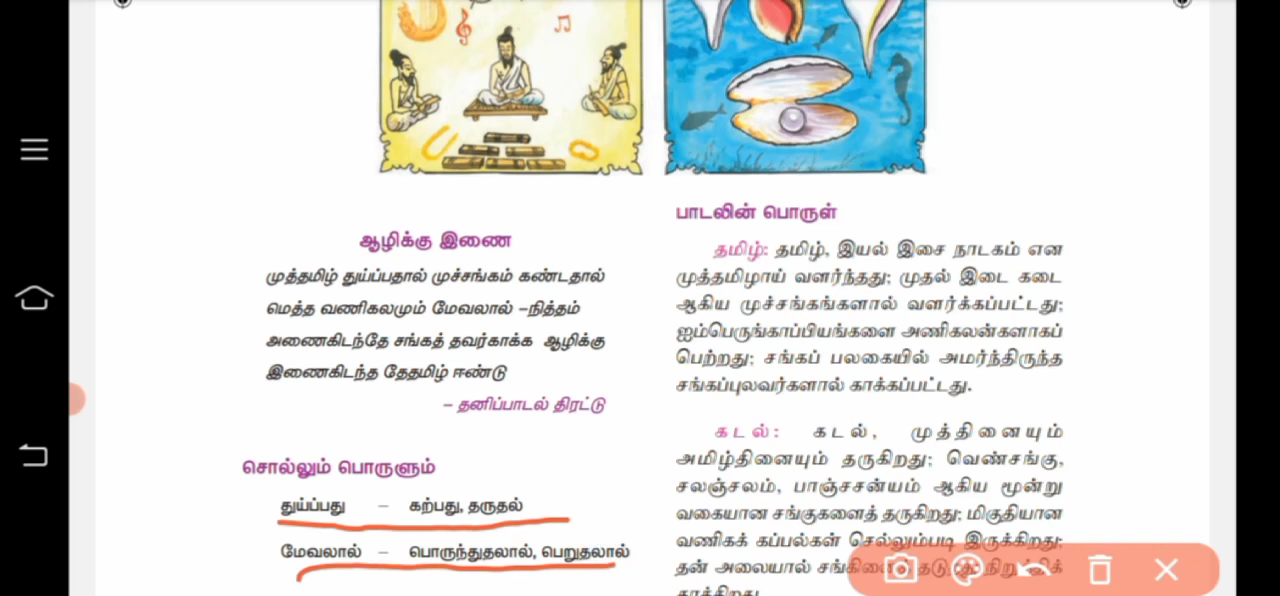 ஆழிக்கு இணை
முத்தமிழ் துய்ப்பதால் முச்சங்கம் கண்டதால்
மெத்த வணிகலமும் மேவலால் –நித்தம்
அணைகிடந்தே சங்கத் தவர்காக்க ஆழிக்கு
இணைகிடந்த தேதமிழ் ஈண்டு
– தனிப்பாடல் திரட்டு
சொல்லும் பொருளும்
துய்ப்பது – கற்பது, தருதல்
மேவலால் – பொருந்துதலால், பெறுதலால்
பாடலின் பொருள்
தமிழ்: தமிழ், இயல் இசை நாடகம் என
முத்தமிழாய் வளர்ந்தது; முதல் இடை கடை
ஆகிய முச்சங்கங்களால் வளர்க்கப்பட்டது;
ஐம்பெருங்காப்பியங்களை அணிகலன்களாகப்
பெற்றது; சங்கப் பலகையில் அமர்ந்திருந்த
சங்கப்புலவர்களால் காக்கப்பட்டது.
கடல்: கடல், முத்தினையும்
அமிழ்தினையும் தருகிறது; வெண்சங்கு,
சலஞ்சலம், பாஞ்சசன்யம் ஆகிய மூன்று
வகையான சங்குகளைத் தருகிறது; மிகுதியான
வணிகக் கப்பல்கள் செல்லும்படி இருக்கிறது;
தன் அலையால்